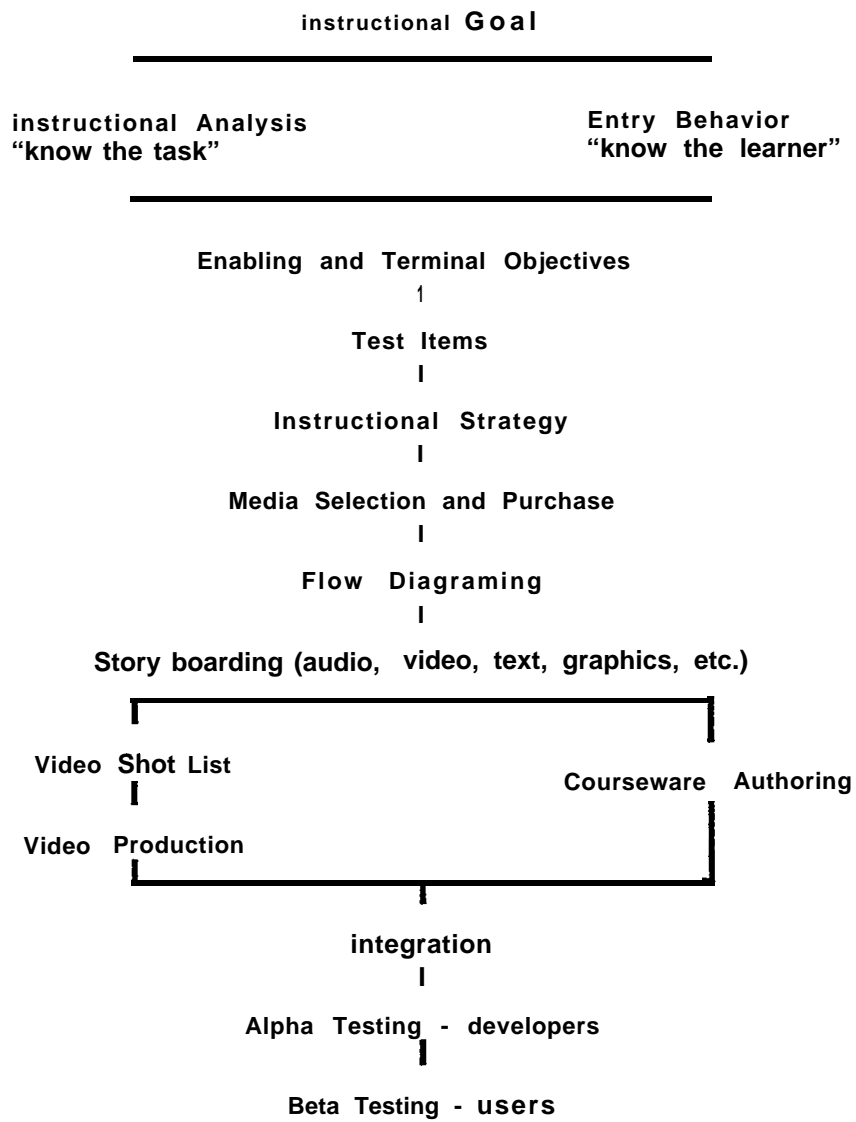 instructional Goal
instructional Analysis
“know the task”
Entry Behavior
“know the learner”
Enabling and Terminal Objectives
Test Items
Instructional Strategy
Media Selection and Purchase
Flow Diagraming
Story boarding (audio, video, text, graphics, etc.)
Video Shot List
Courseware Authoring
Video Production
integration
Alpha Testing - developers
Beta Testing - users